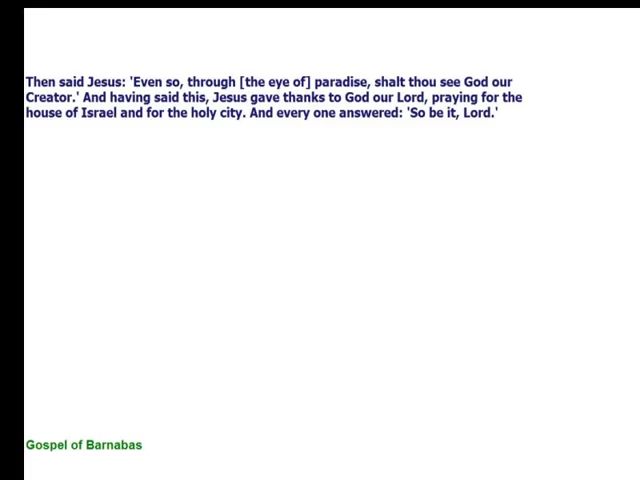 Then said Jesus: 'Even so, through [the eye of] paradise, shalt thou see God our
Creator.' And having said this, Jesus gave thanks to God our Lord, praying for the
house of Israel and for the holy city. And every one answered: 'So be it, Lord.'
Gospel of Barnabas